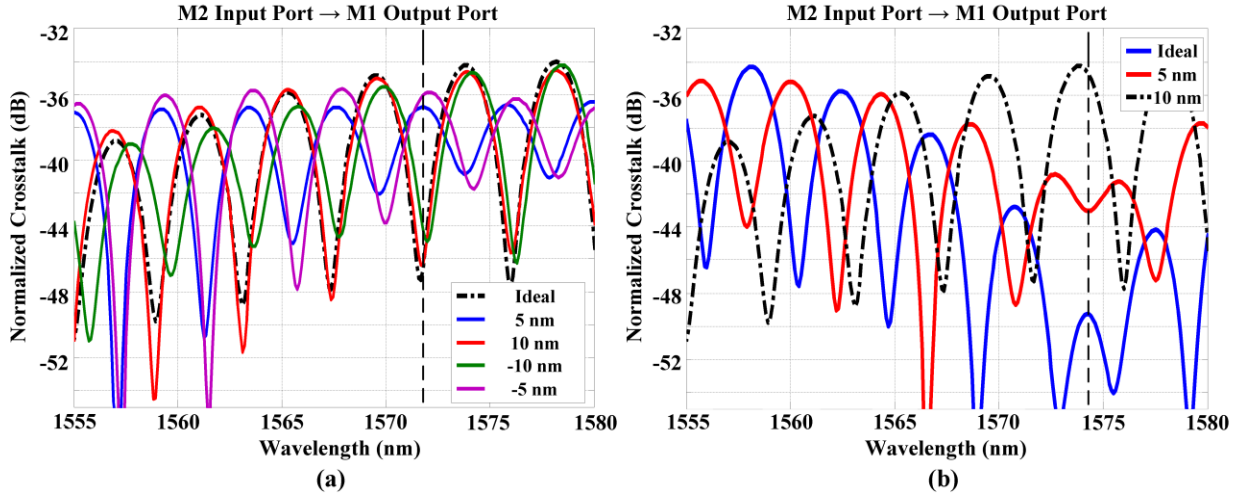 M2 Input Port → M1 Output Port
Normalized Crosstalk (dB)
-32
-36
-40
-44
-48
-52
Ideal
5 nm
10 nm
-10 nm
-5 nm
1555 1560 1565 1570 1575 1580
Wavelength (nm)
(a)
M2 Input Port → M1 Output Port
Normalized Crosstalk (dB)
-32
-36
-40
-44
-48
-52
Ideal
5 nm
10 nm
1555 1560 1565 1570 1575 1580
Wavelength (nm)
(b)